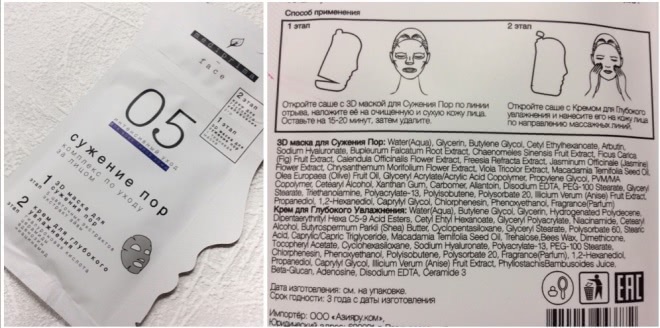 face
2 этап
1 этап
05
сужение пор
комплекс по уходу
за лицом
1 3D маска для
сужения пор
2 крем для глубокого
увлажнения
Способ применения
1 этап
2 этап
Откройте саше с 3D маской для Сужения Пор по линии
отрыва, наложите её на очищенную и сухую кожу лица.
Оставьте на 15-20 минут, затем удалите.
Откройте саше с Кремом для Глубокого
увлажнения и нанесите его на кожу лица
по направлению массажных линий.
3D маска для Сужения Пор: Water(Aqua), Glycerin, Butylene Glycol, Cetyl Ethylhexanoate, Arbutin,
Sodium Hyaluronate, Bupleurum Falcatum Root Extract, Chaenomeles Sinensis Fruit Extract, Ficus Carica
(Fig) Fruit Extract, Calendula Officinalis Flower Extract, Freesia Refracta Extract, Jasminum Officinale (Jasmine)
Flower Extract, Chrysanthemum Morifolium Flower Extract, Viola Tricolor Extract, Macadamia Ternifolia Seed Oil,
Olea Europaea (Olive) Fruit Oil, Glyceryl Acrylate/Acrylic Acid Copolymer, Propylene Glycol, PVM/MA
Copolymer, Cetearyl Alcohol, Xanthan Gum, Carbomer, Allantoin, Disodium EDTA, PEG-100 Stearate, Glyceryl
Stearate, Triethanolamine, Polyacrylate-13, Polyisobutene, Polysorbate 20, Illicium Verum (Anise) Fruit Extract,
Propanediol, 1,2-Hexanediol, Caprylyl Glycol, Chlorphenesin, Phenoxyethanol, Fragrance(Parfum)
Крем для Глубокого Увлажнения: Water(Aqua), Butylene Glycol, Glycerin, Hydrogenated Polydecene,
Dipentaerythrityl Hexa C5-9 Acid Esters, Cetyl Ethyl Hexanoate, Glyceryl Polyacrylate, Niacinamide, Cetearyl
Alcohol, Butyrospermum Parkii (Shea) Butter, Cyclopentasiloxane, Glyceryl Stearate, Polysorbate 60, Stearic
Acid, Caprylic/Capric Triglyceride, Macadamia Ternifolia Seed Oil, Trehalose, Bees Wax, Dimethicone,
Tocopheryl Acetate, Cyclohexasiloxane, Sodium Hyaluronate, Polyacrylate-13, PEG-100 Stearate,
Chlorphenesin, Phenoxyethanol, Polyisobutene, Polysorbate 20, Fragrance(Parfum), 1,2-Hexanediol,
Propanediol, Caprylyl Glycol, Illicium Verum (Anise) Fruit Extract, PhyllostachisBambusoides Juice,
Beta-Glucan, Adenosine, Disodium EDTA, Ceramide 3
Дата изготовления: см. на упаковке.
Срок годности: 3 года с даты изготовления
Импортёр: ООО «Азияру.ком»,
EAC